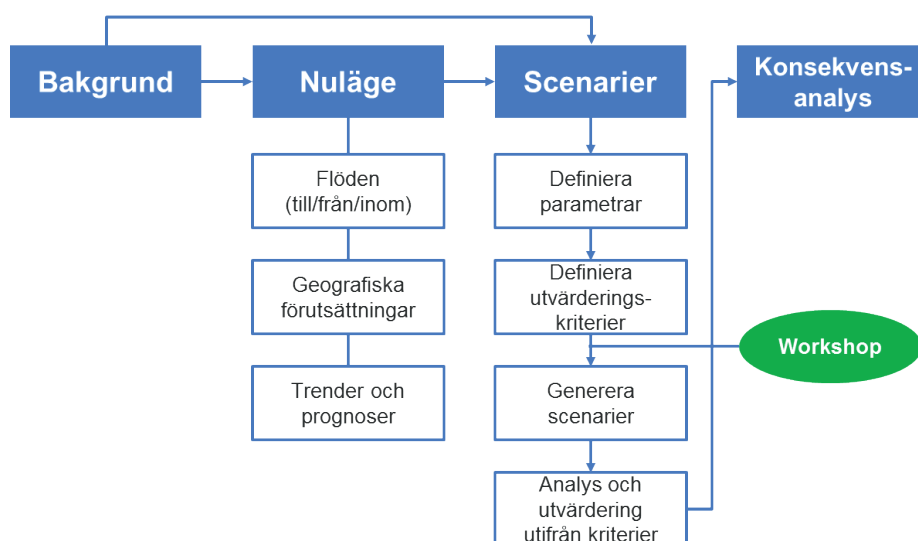 Bakgrund
Nuläge
Scenarier
Konsekvens-
analys
Flöden
(till/från/inom)
Geografiska
förutsättningar
Trender och
prognoser
Definiera
parametrar
Definiera
utvärderings-
kriterier
Workshop
Generera
scenarier
Analys och
utvärdering
utifrån kriterier